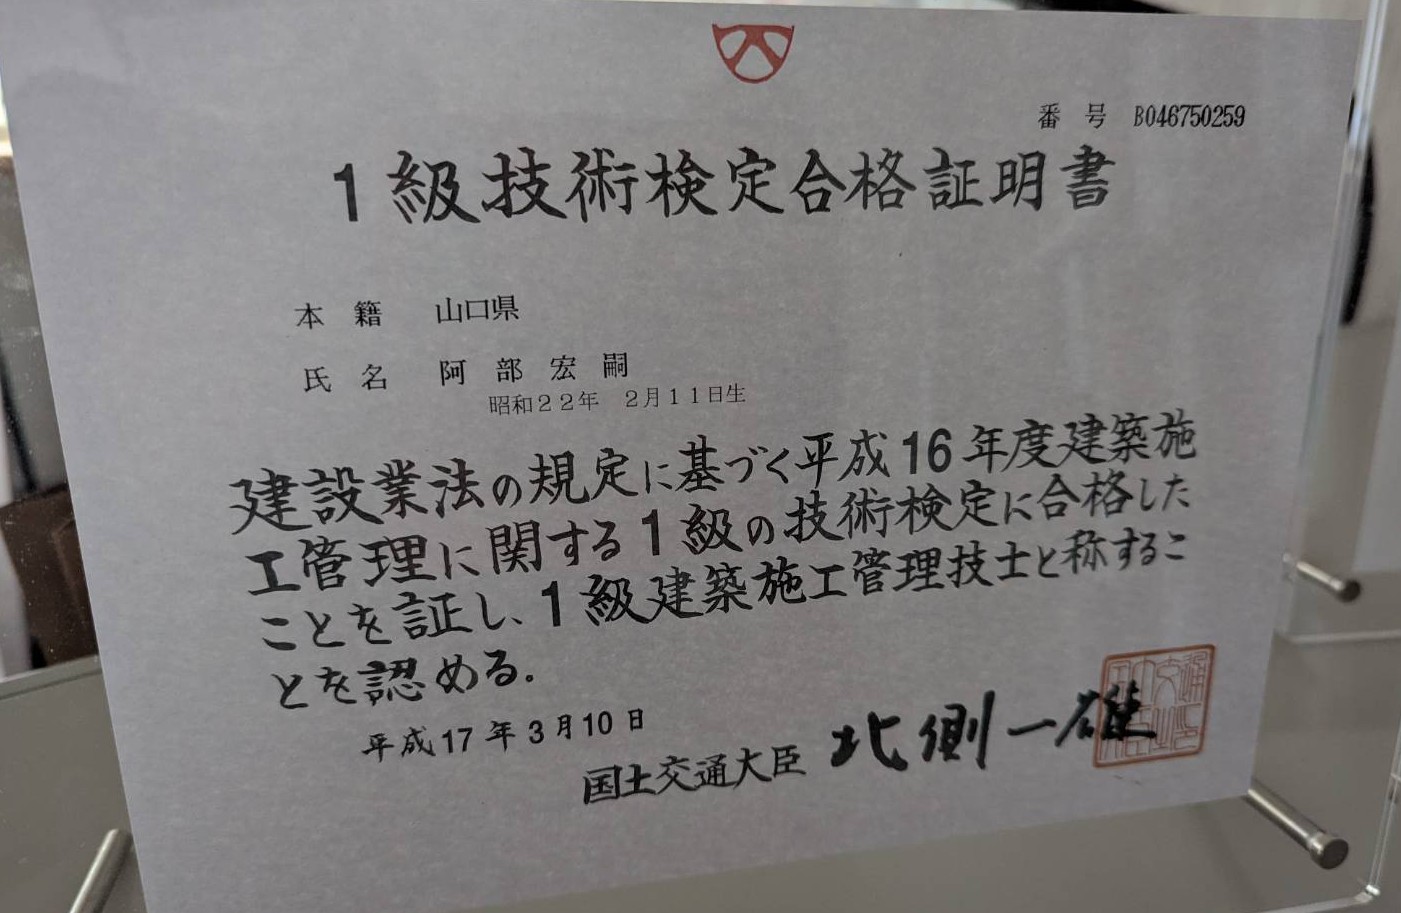 番号 B046750259
1級技術検定合格証明書
本籍 山口県
氏名 阿部宏嗣
昭和22年 2月11日生
建設業法の規定に基づく平成16年度建築施
工管理に関する1級の技術検定に合格した
ことを証し、1級建築施工管理技士と称するこ
とを認める.
平成17年3月10日
国土交通大臣 北側一雄